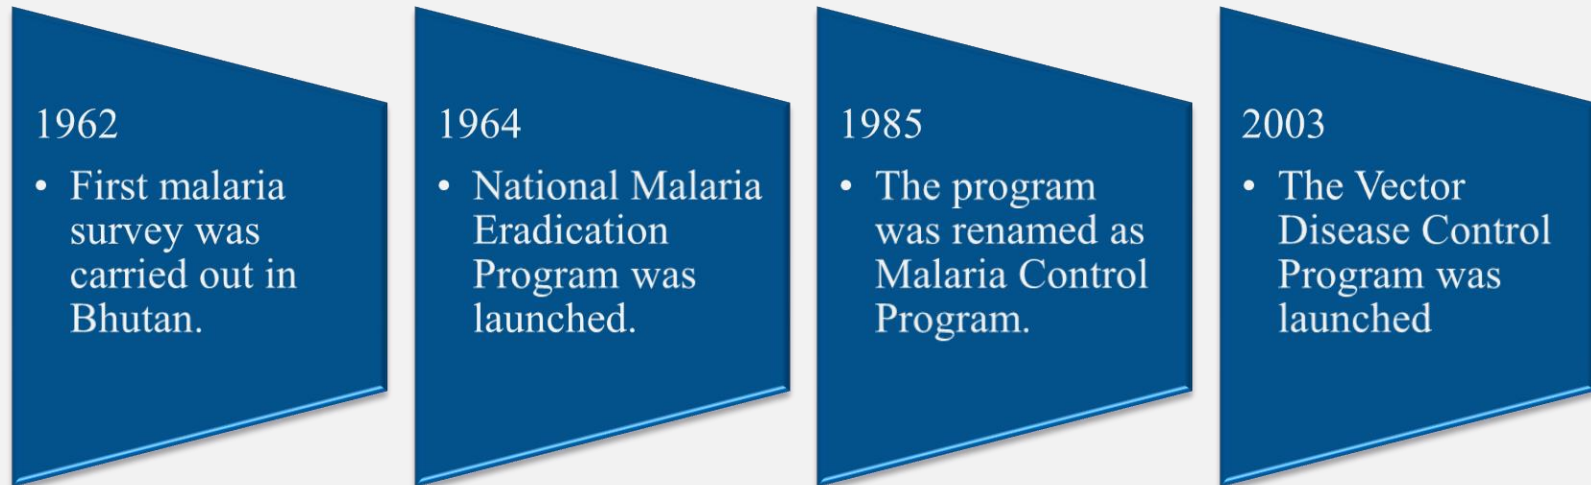 1962
• First malaria
survey was
carried out in
Bhutan.
1964
• National Malaria
Eradication
Program was
launched.
1985
• The program
was renamed as
Malaria Control
Program.
2003
• The Vector
Disease Control
Program was
launched